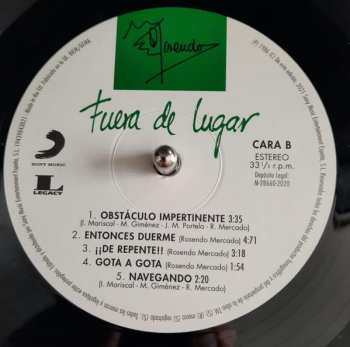 Rosendo
Fuera de lugar
CARA B
ESTEREO
33 1/3 r.p.m.
Depósito Legal:
M-28660-2020
SONY MUSIC
L
LEGACY
1. OBSTÁCULO IMPERTINENTE 3:35
(J. Mariscal - M. Giménez - J. M. Portelo - R. Mercado)
2. ENTONCES DUERME (Rosendo Mercado) 4:71
3. ¡¡DE REPENTE!! (Rosendo Mercado) 3:18
4. GOTA A GOTA (Rosendo Mercado) 1:54
5. NAVEGANDO 2:20
(J. Mariscal - M. Giménez - R. Mercado)